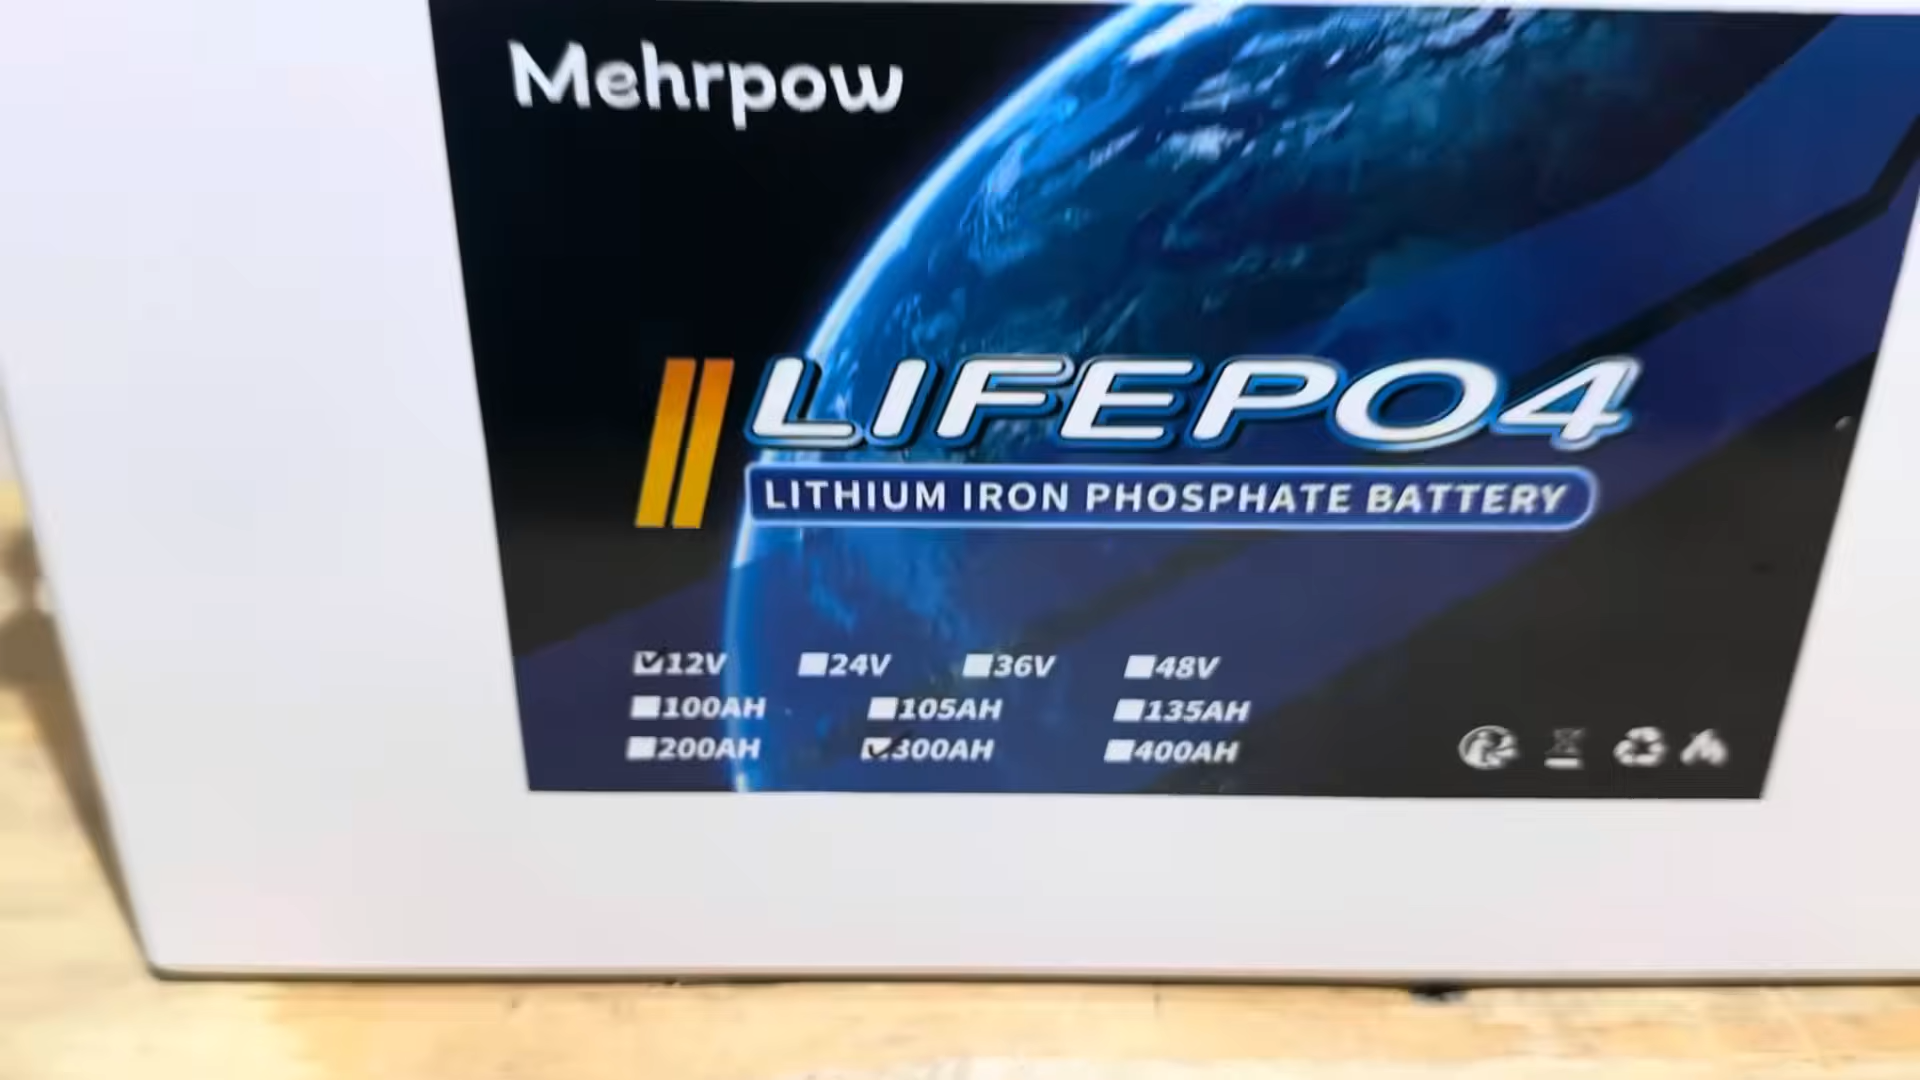 Mehrpow
LIFEPO4
LITHIUM IRON PHOSPHATE BATTERY
12V 24V 36V 48V
100AH 105AH 135AH
200AH 300AH 400AH